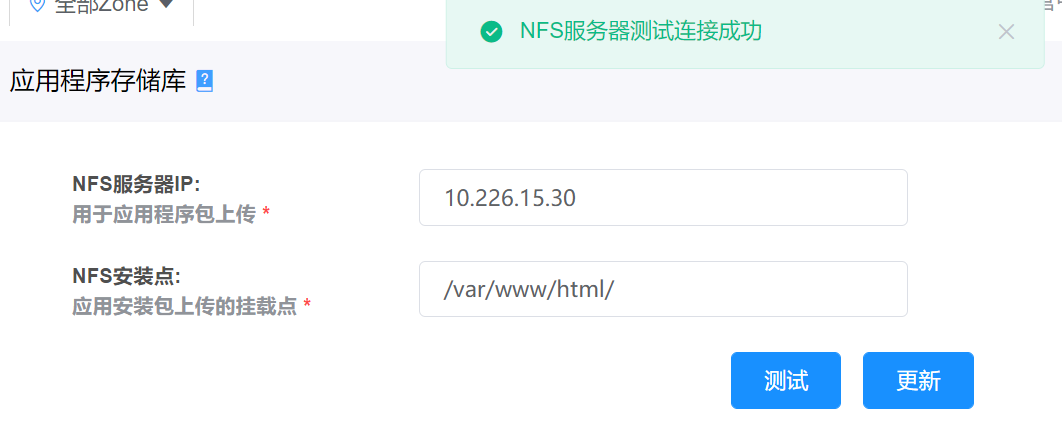 全部Zone
NFS服务器测试连接成功
应用程序存储库
NFS服务器IP:
用于应用程序包上传 *
10.226.15.30
NFS安装点:
应用安装包上传的挂载点 *
/var/www/html/
测试
更新